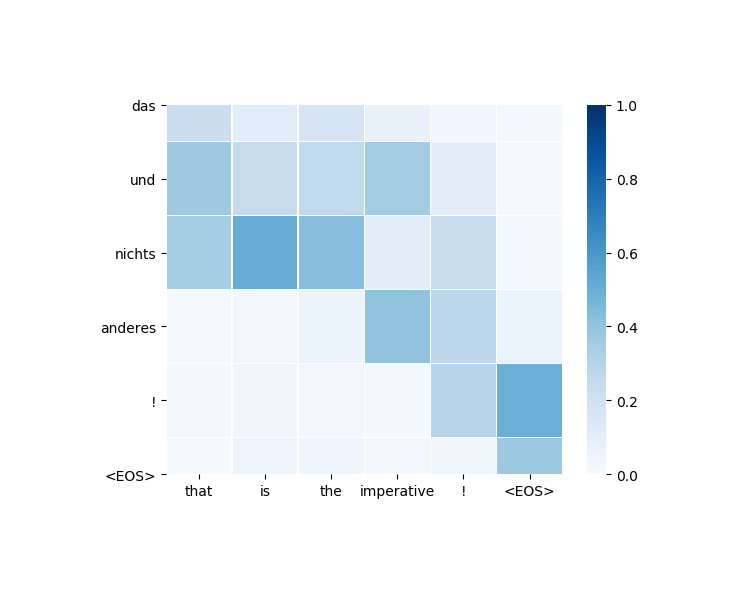 das
und
nichts
anderes
!
<EOS>
that is the imperative ! <EOS>
1.0
0.8
0.6
0.4
0.2
0.0